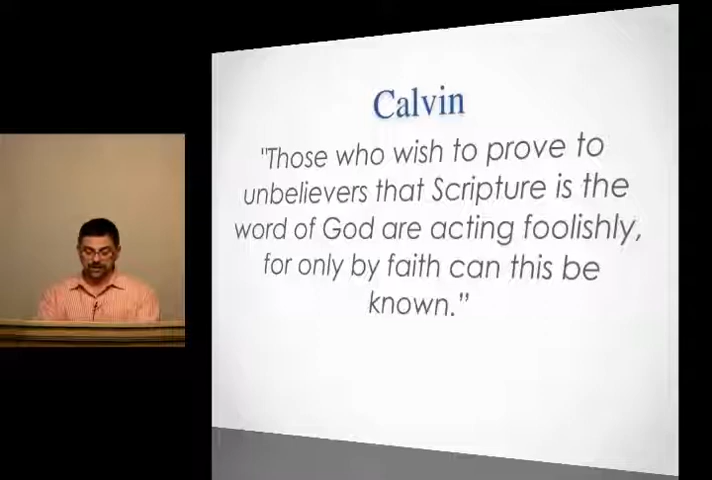 Calvin
"Those who wish to prove to
unbelievers that Scripture is the
word of God are acting foolishly,
for only by faith can this be
known.”